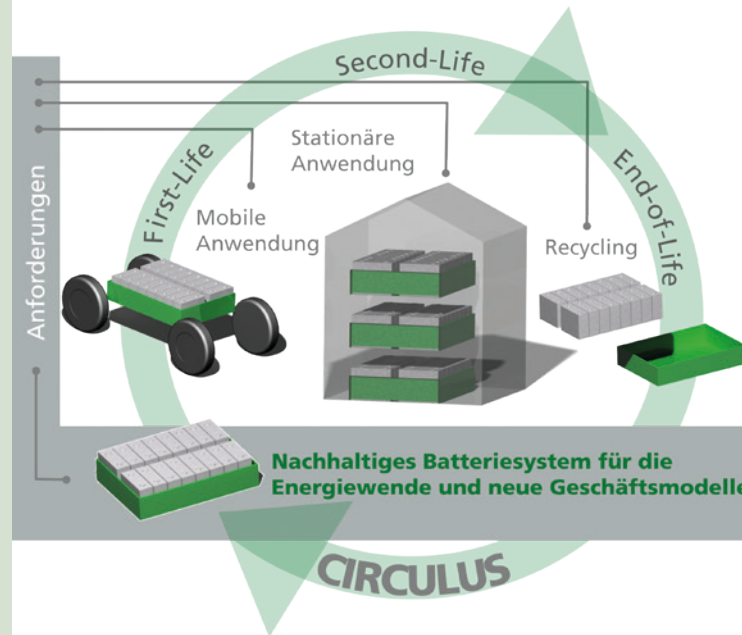 Second-Life
First-Life
End-of-Life
Anforderungen
Stationäre
Anwendung
Mobile
Anwendung
Recycling
Nachhaltiges Batteriesystem für die
Energiewende und neue Geschäftsmodelle
CIRCULUS